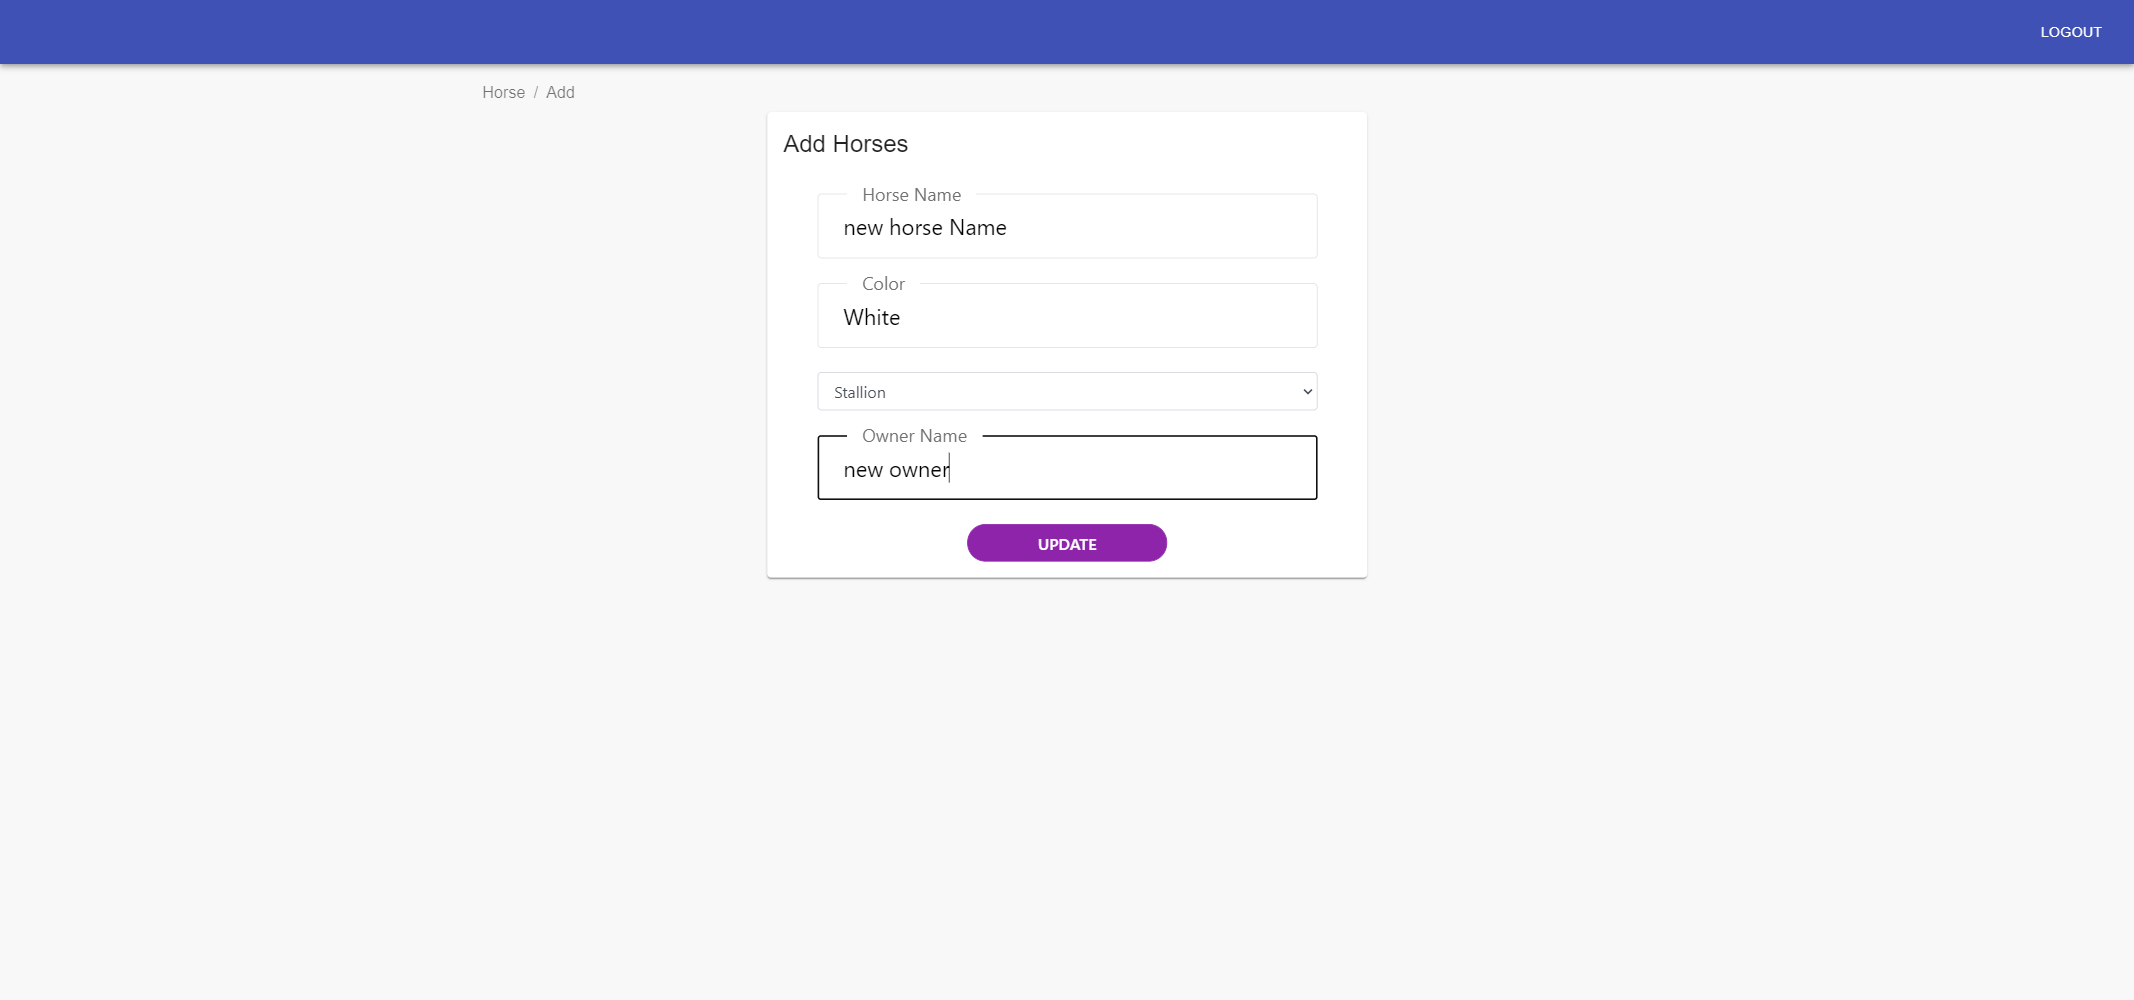 LOGOUT
Horse / Add
Add Horses
Horse Name
new horse Name
Color
White
Stallion
Owner Name
new owner
UPDATE